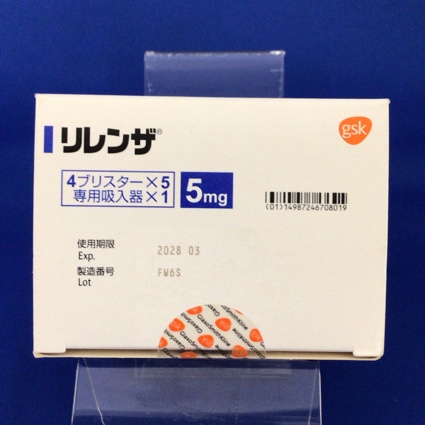 gsk
リレンザ®
4ブリスター×5
専用吸入器×1
5mg
(01)14987246708019
使用期限
Exp.
2028 03
製造番号
Lot
FW6S
GlaxoSmithKline